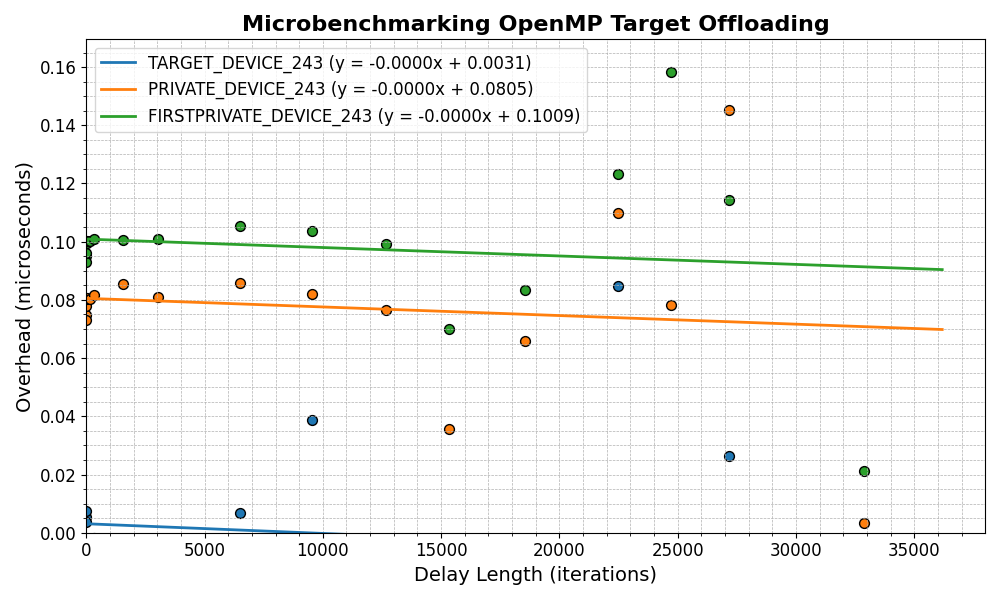 Microbenchmarking OpenMP Target Offloading
TARGET_DEVICE_243 (y = -0.0000x + 0.0031)
PRIVATE_DEVICE_243 (y = -0.0000x + 0.0805)
FIRSTPRIVATE_DEVICE_243 (y = -0.0000x + 0.1009)
Overhead (microseconds)
0.16
0.14
0.12
0.10
0.08
0.06
0.04
0.02
0.00
0 5000 10000 15000 20000 25000 30000 35000
Delay Length (iterations)